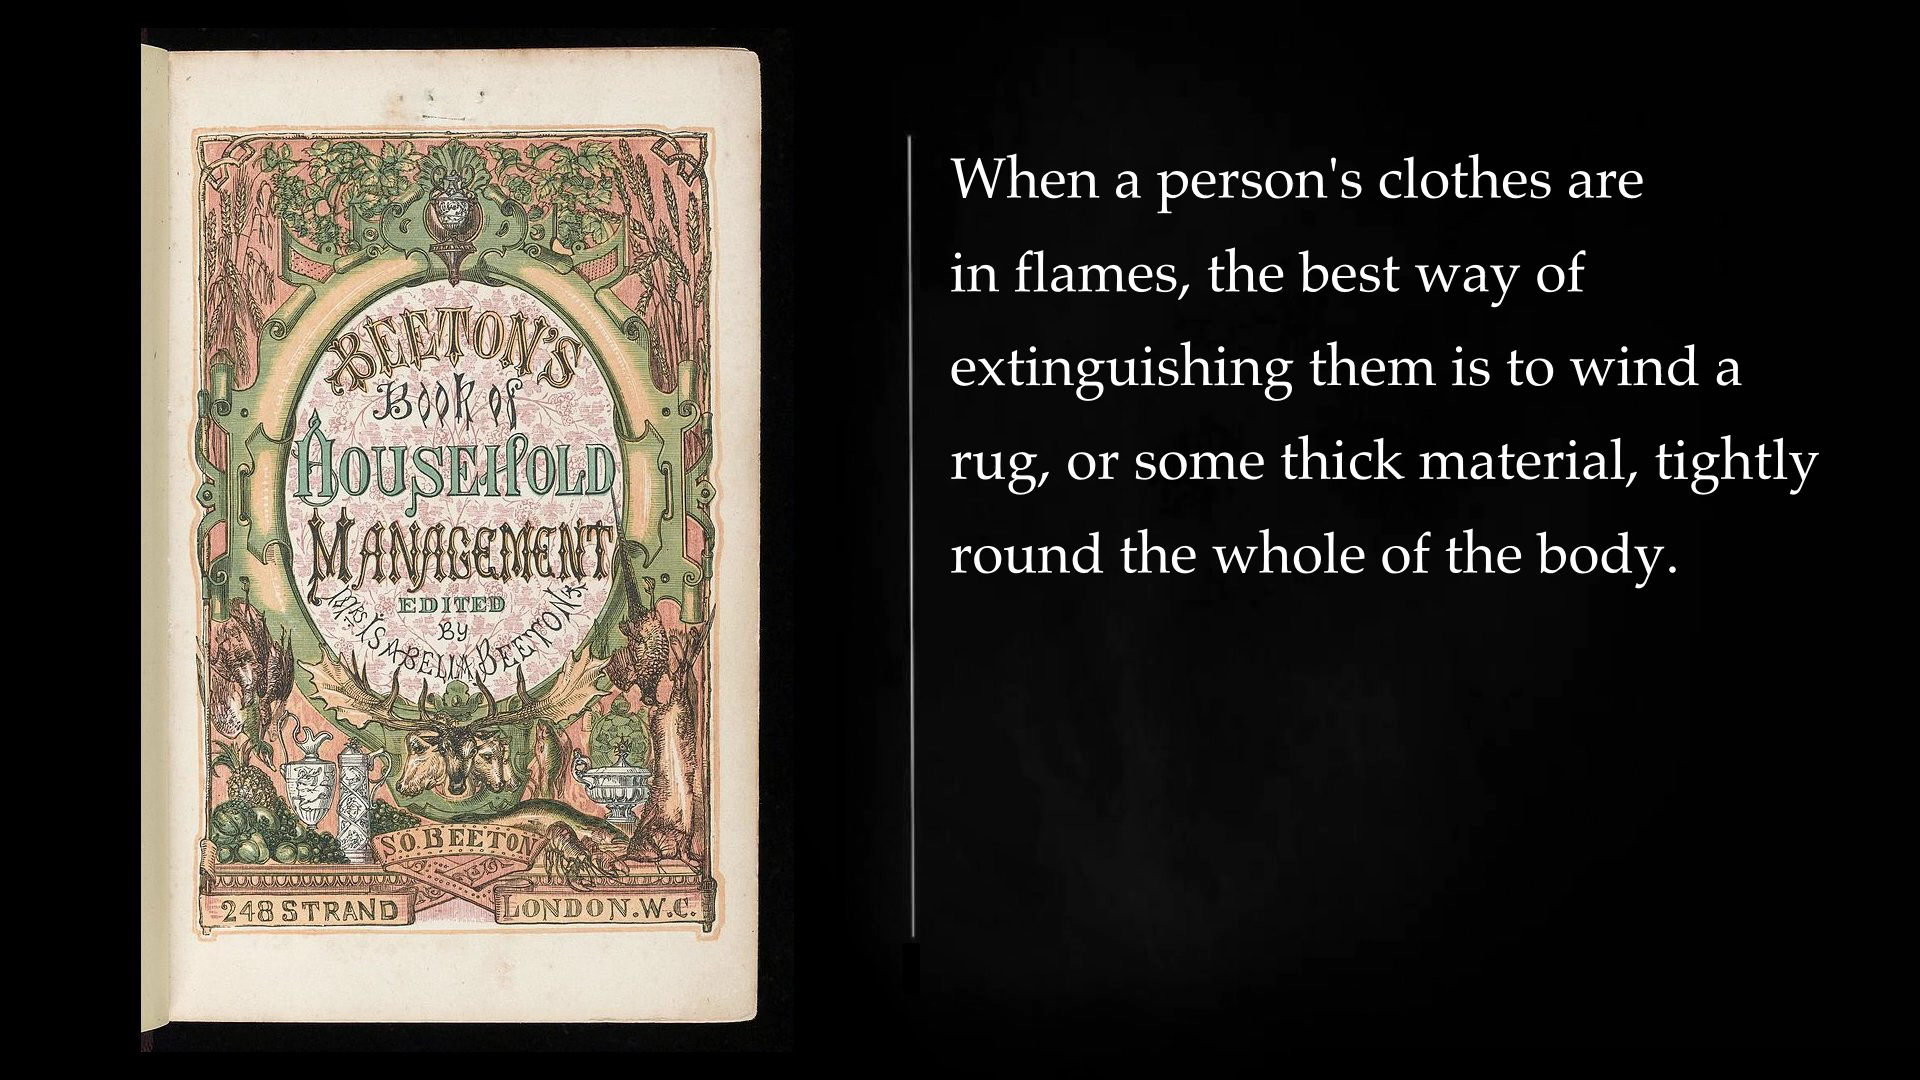 BEETON'S
Book of
HOUSEHOLD
MANAGEMENT
EDITED
By
MRS ISABELLA BEETON
S.O. BEETON
248 STRAND
LONDON. W.C.
When a person's clothes are
in flames, the best way of
extinguishing them is to wind a
rug, or some thick material, tightly
round the whole of the body.